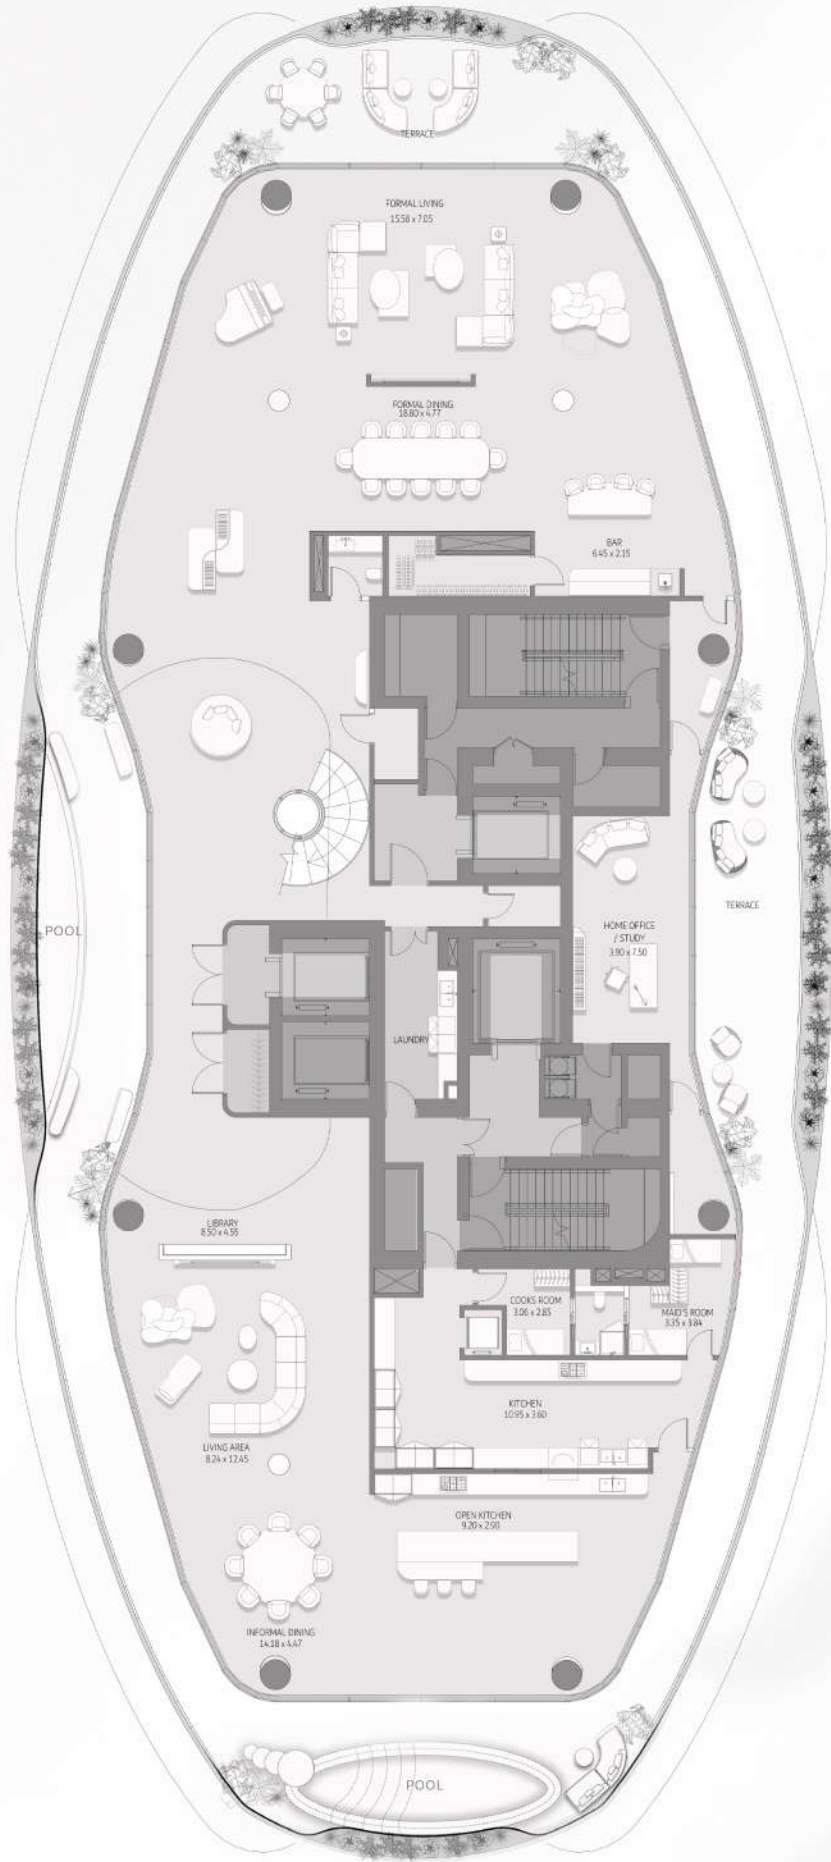 TERRACE
FORMAL LIVING
15.58 x 7.05
FORMAL DINING
18.80 x 4.77
BAR
6.45 x 2.15
POOL
TERRACE
HOME OFFICE
/ STUDY
3.90 x 7.50
LAUNDRY
LIBRARY
8.50 x 4.55
COOKS ROOM
3.06 x 2.85
MAID'S ROOM
3.35 x 3.84
KITCHEN
10.95 x 3.60
LIVING AREA
8.24 x 12.45
OPEN KITCHEN
9.20 x 2.90
INFORMAL DINING
14.18 x 4.47
POOL